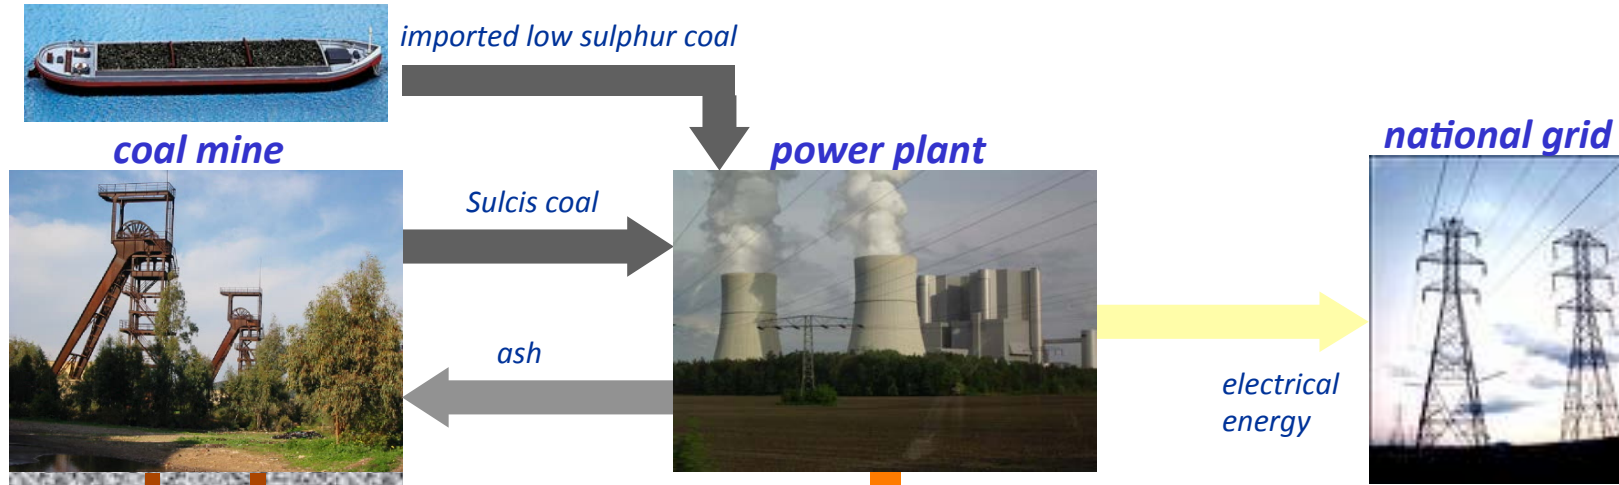 imported low sulphur coal
coal mine
power plant
national grid
Sulcis coal
ash
electrical
energy